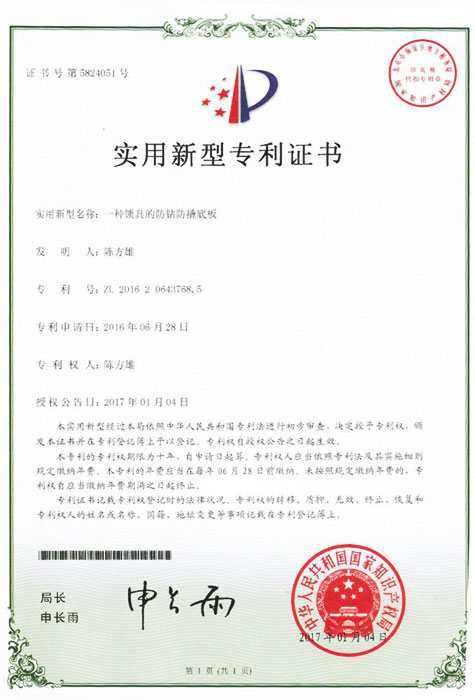 证书号第5824051号
印花税
代扣专用章
实用新型专利证书
实用新型名称：一种锁具的防钻防撬底板
发明人：陈方雄
专利号：ZL 2016 2 0643768.5
专利申请日：2016年06月28日
专利权人：陈方雄
授权公告日：2017年01月04日
本实用新型经过本局依照中华人民共和国专利法进行初步审查，决定授予专利权，颁
发本证书并在专利登记簿上予以登记。专利权自授权公告之日起生效。
本专利的专利权期限为十年，自申请日起算。专利权人应当依照专利法及其实施细则
规定缴纳年费。本专利的年费应当在每年06月28日前缴纳。未按照规定缴纳年费的，专
利权自应当缴纳年费期满之日起终止。
专利证书记载专利权登记时的法律状况。专利权的转移、质押、无效、终止、恢复和
专利权人的姓名或名称、国籍、地址变更等事项记载在专利登记簿上。
局长
申长雨
申长雨
中华人民共和国国家知识产权局
2017年01月04日
第1页（共1页）